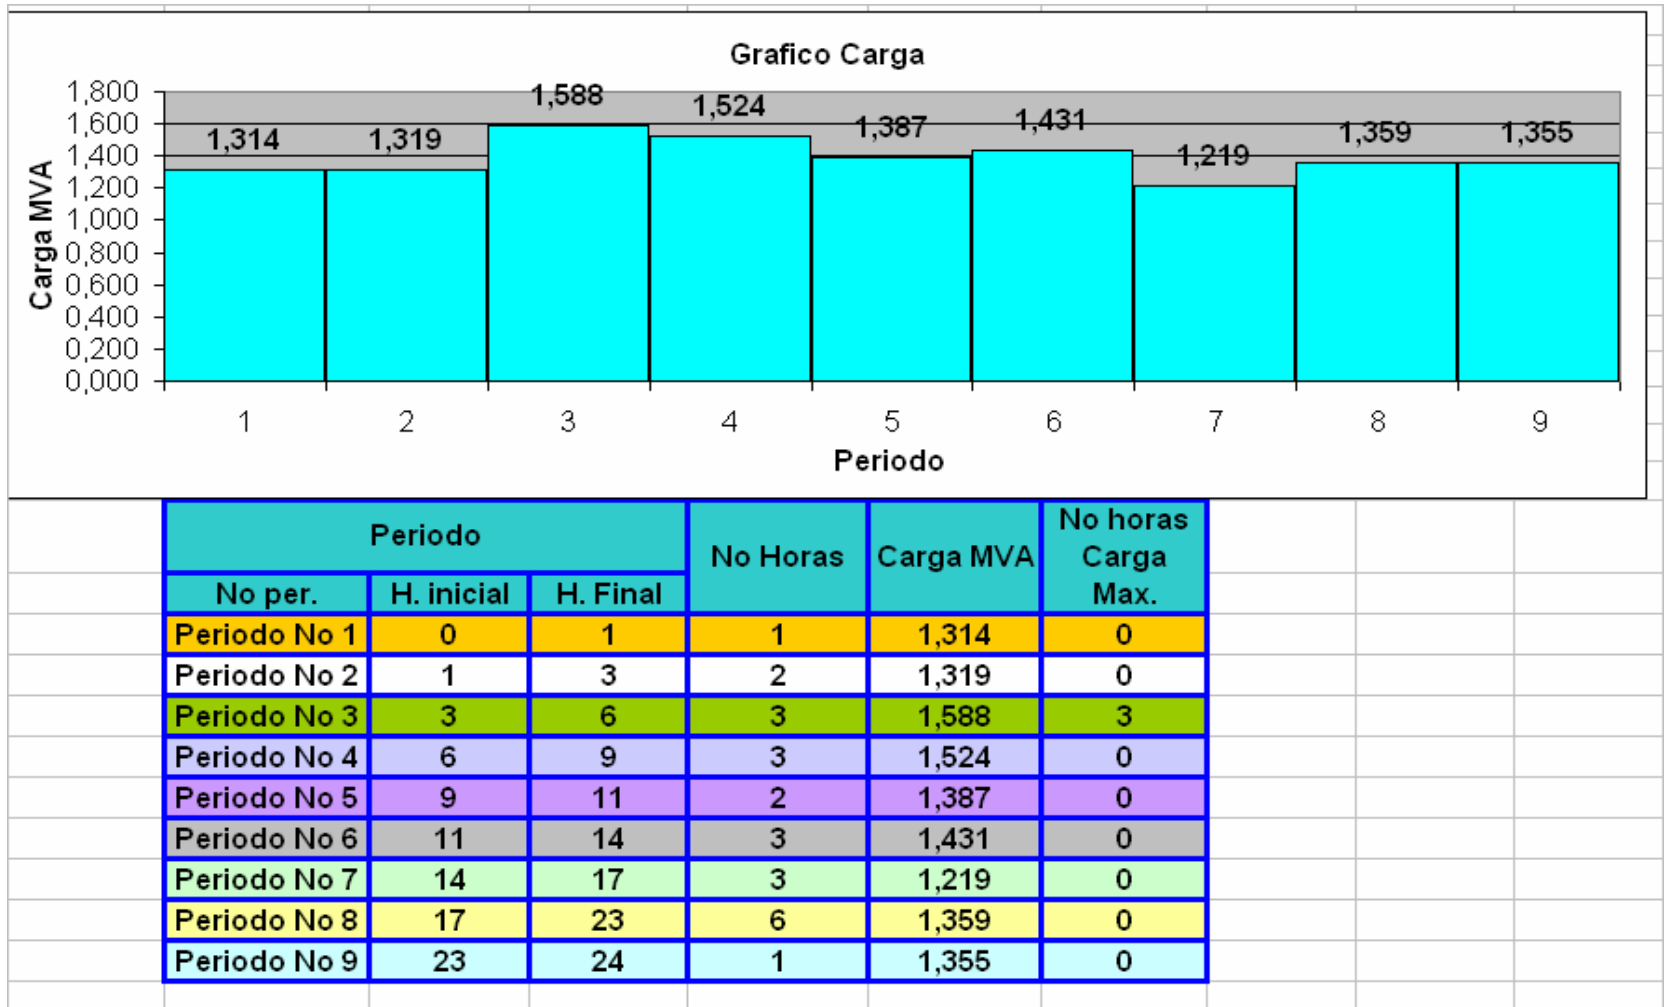 Grafico Carga
1,800
1,600
1,400
1,200
1,000
0,800
0,600
0,400
0,200
0,000
Carga MVA
1,314 1,319 1,588 1,524 1,387 1,431 1,219 1,359 1,355
1 2 3 4 5 6 7 8 9
Periodo
Periodo No Horas Carga MVA No horas Carga Max.
No per. H. inicial H. Final
Periodo No 1 0 1 1 1,314 0
Periodo No 2 1 3 2 1,319 0
Periodo No 3 3 6 3 1,588 3
Periodo No 4 6 9 3 1,524 0
Periodo No 5 9 11 2 1,387 0
Periodo No 6 11 14 3 1,431 0
Periodo No 7 14 17 3 1,219 0
Periodo No 8 17 23 6 1,359 0
Periodo No 9 23 24 1 1,355 0